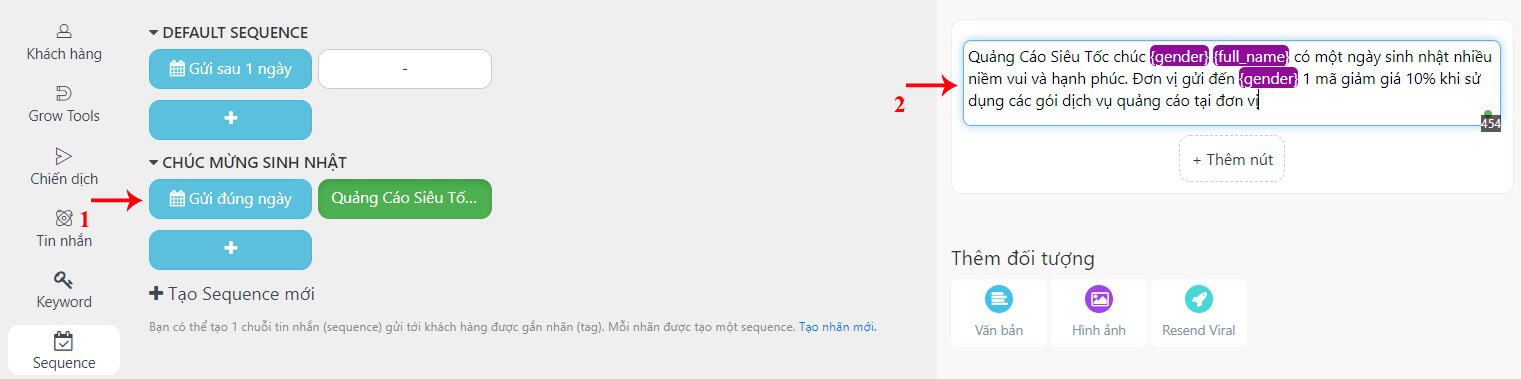 Khách hàng
Grow Tools
Chiến dịch
1
Tin nhắn
Keyword
Sequence
DEFAULT SEQUENCE
Gửi sau 1 ngày
-
+
CHÚC MỪNG SINH NHẬT
Gửi đúng ngày
Quảng Cáo Siêu Tố...
+
+ Tạo Sequence mới
Bạn có thể tạo 1 chuỗi tin nhắn (sequence) gửi tới khách hàng được gắn nhãn (tag). Mỗi nhãn được tạo một sequence. Tạo nhãn mới.
2
Quảng Cáo Siêu Tốc chúc {gender} {full_name} có một ngày sinh nhật nhiều
niềm vui và hạnh phúc. Đơn vị gửi đến {gender} 1 mã giảm giá 10% khi sử
dụng các gói dịch vụ quảng cáo tại đơn vị
454
+ Thêm nút
Thêm đối tượng
Văn bản
Hình ảnh
Resend Viral